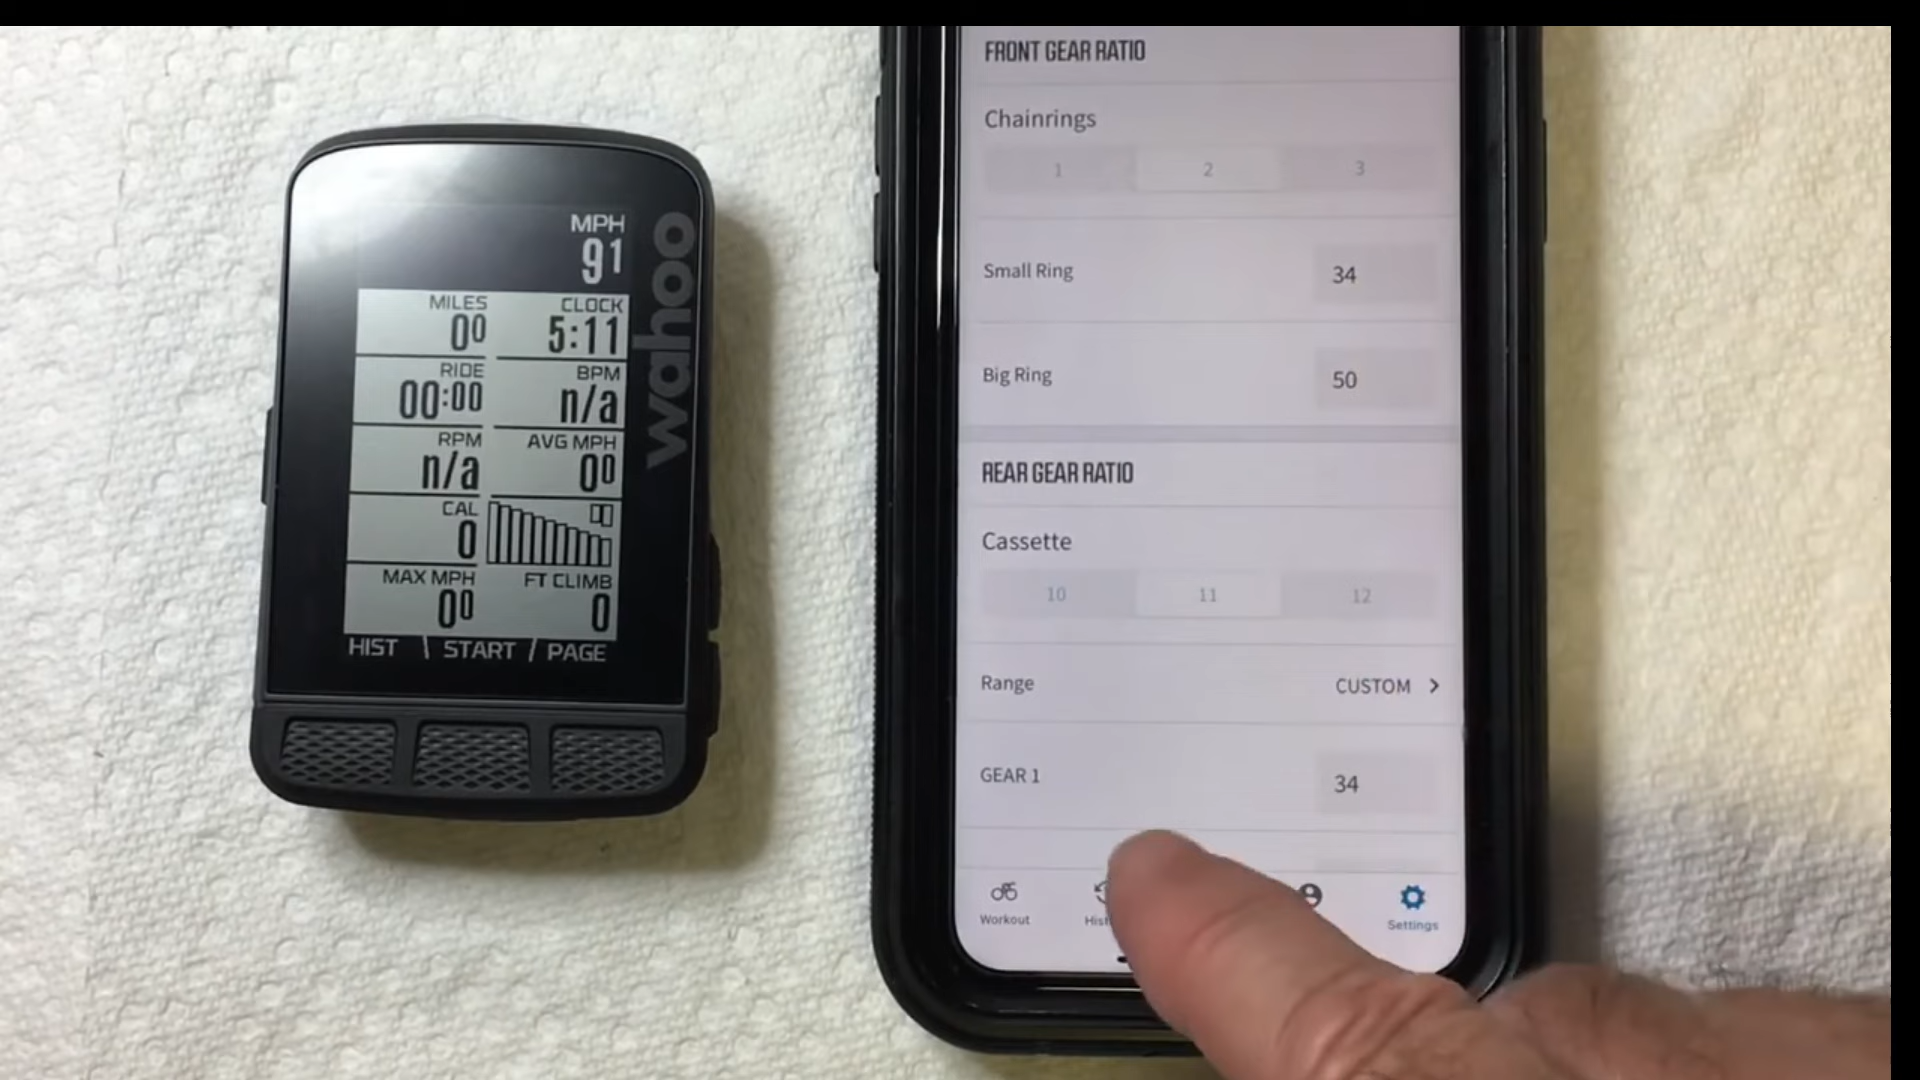 MPH
91
MILES
00
CLOCK
5:11
RIDE
00:00
BPM
n/a
RPM
n/a
AVG MPH
00
CAL
0
MAX MPH
00
FT CLIMB
0
HIST \ START / PAGE
wahoo
FRONT GEAR RATIO
Chainrings
1 2 3
Small Ring 34
Big Ring 50
REAR GEAR RATIO
Cassette
10 11 12
Range CUSTOM >
GEAR 1 34
Workout
Settings